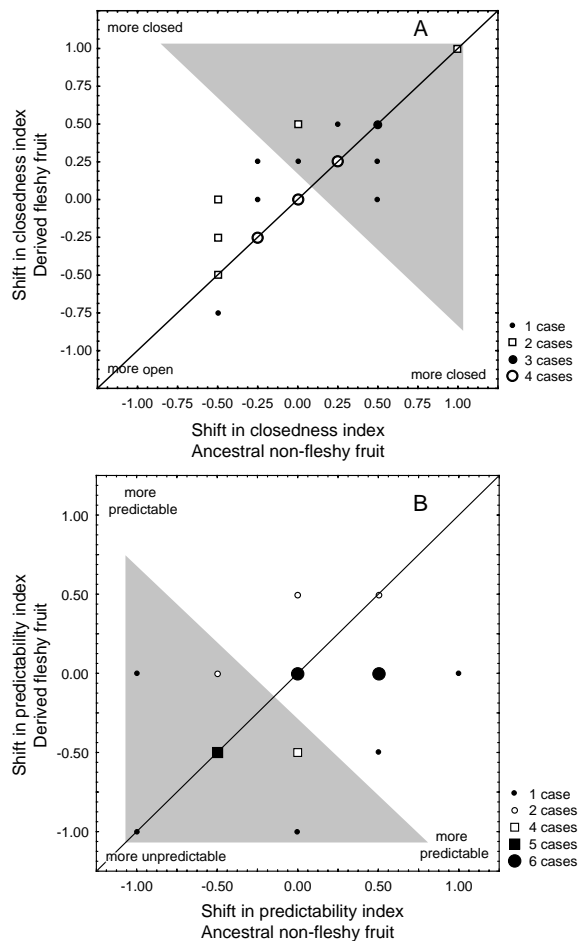 more closed
A
1.00
0.75
0.50
0.25
0.00
-0.25
-0.50
-0.75
-1.00
Shift in closedness index
Derived fleshy fruit
more open
more closed
1 case
2 cases
3 cases
4 cases
-1.00 -0.75 -0.50 -0.25 0.00 0.25 0.50 0.75 1.00
Shift in closedness index
Ancestral non-fleshy fruit
more
predictable
B
1.00
0.50
0.00
-0.50
-1.00
Shift in predictability index
Derived fleshy fruit
more unpredictable
more
predictable
1 case
2 cases
4 cases
5 cases
6 cases
-1.00 -0.50 0.00 0.50 1.00
Shift in predictability index
Ancestral non-fleshy fruit